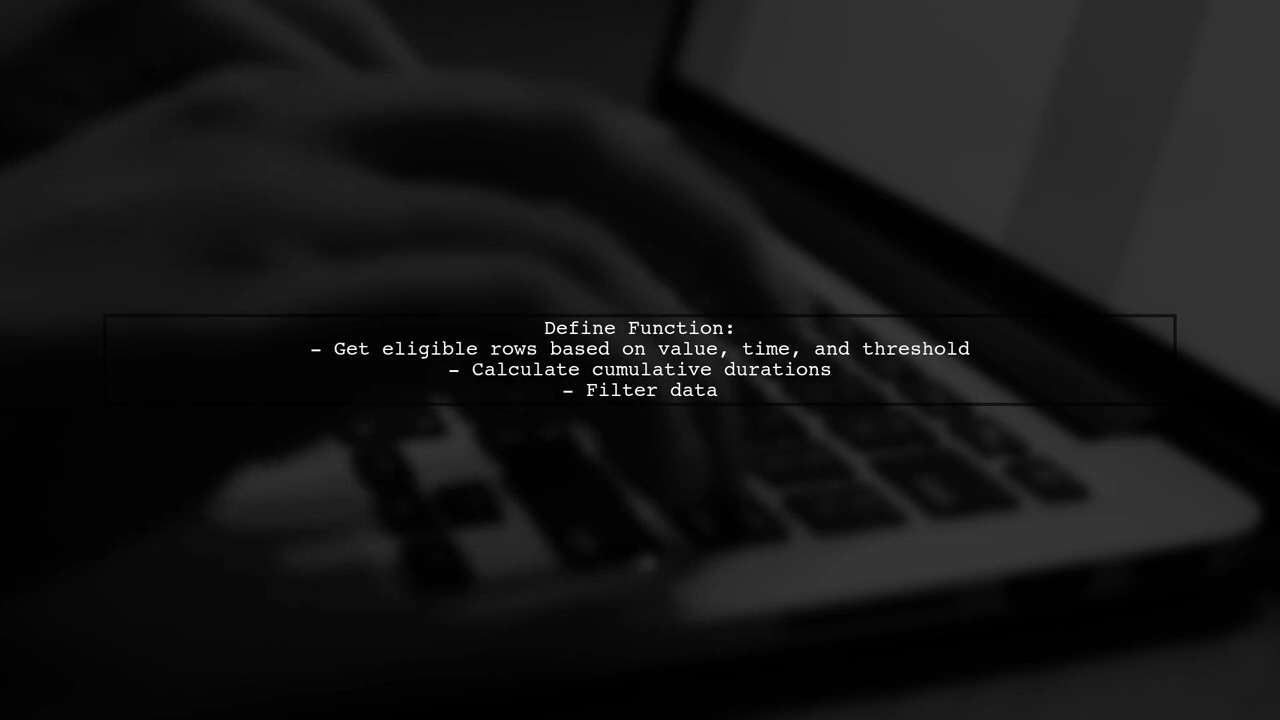 Define Function:
- Get eligible rows based on value, time, and threshold
- Calculate cumulative durations
- Filter data